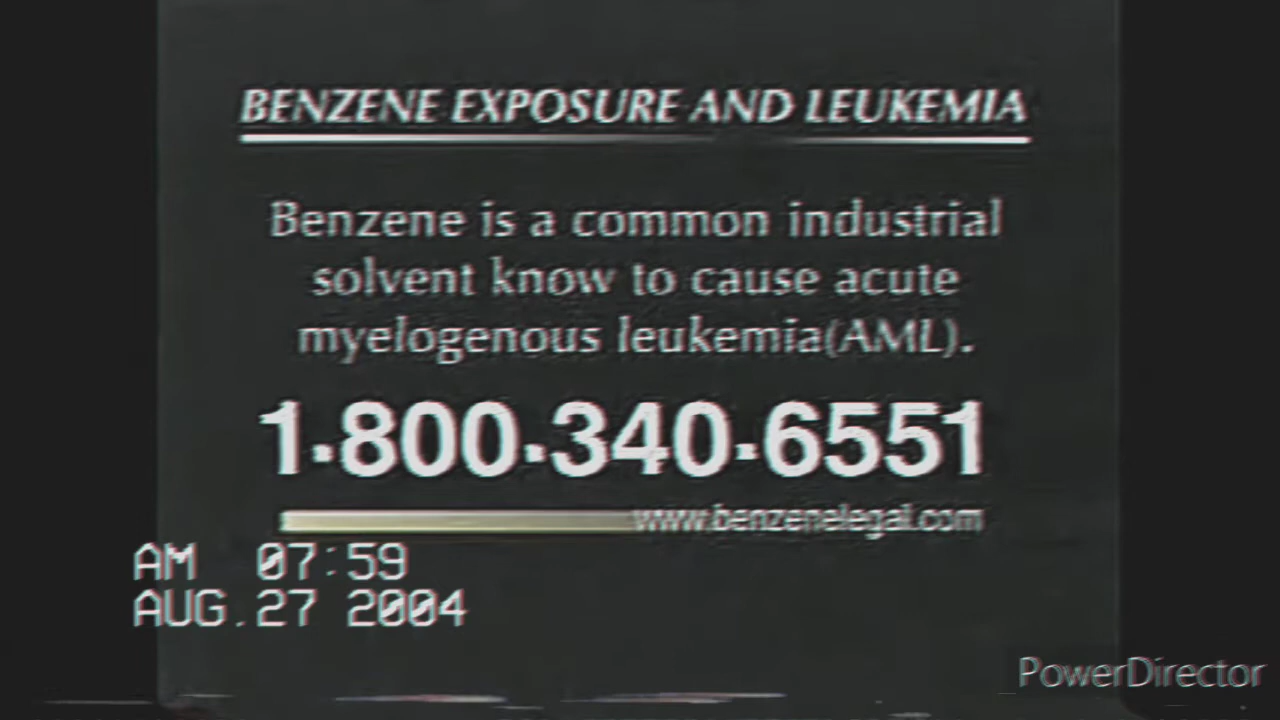 BENZENE EXPOSURE AND LEUKEMIA
Benzene is a common industrial
solvent know to cause acute
myelogenous leukemia(AML).
1·800·340·6551
www.benzenelegal.com
AM 07:59
AUG.27 2004
PowerDirector